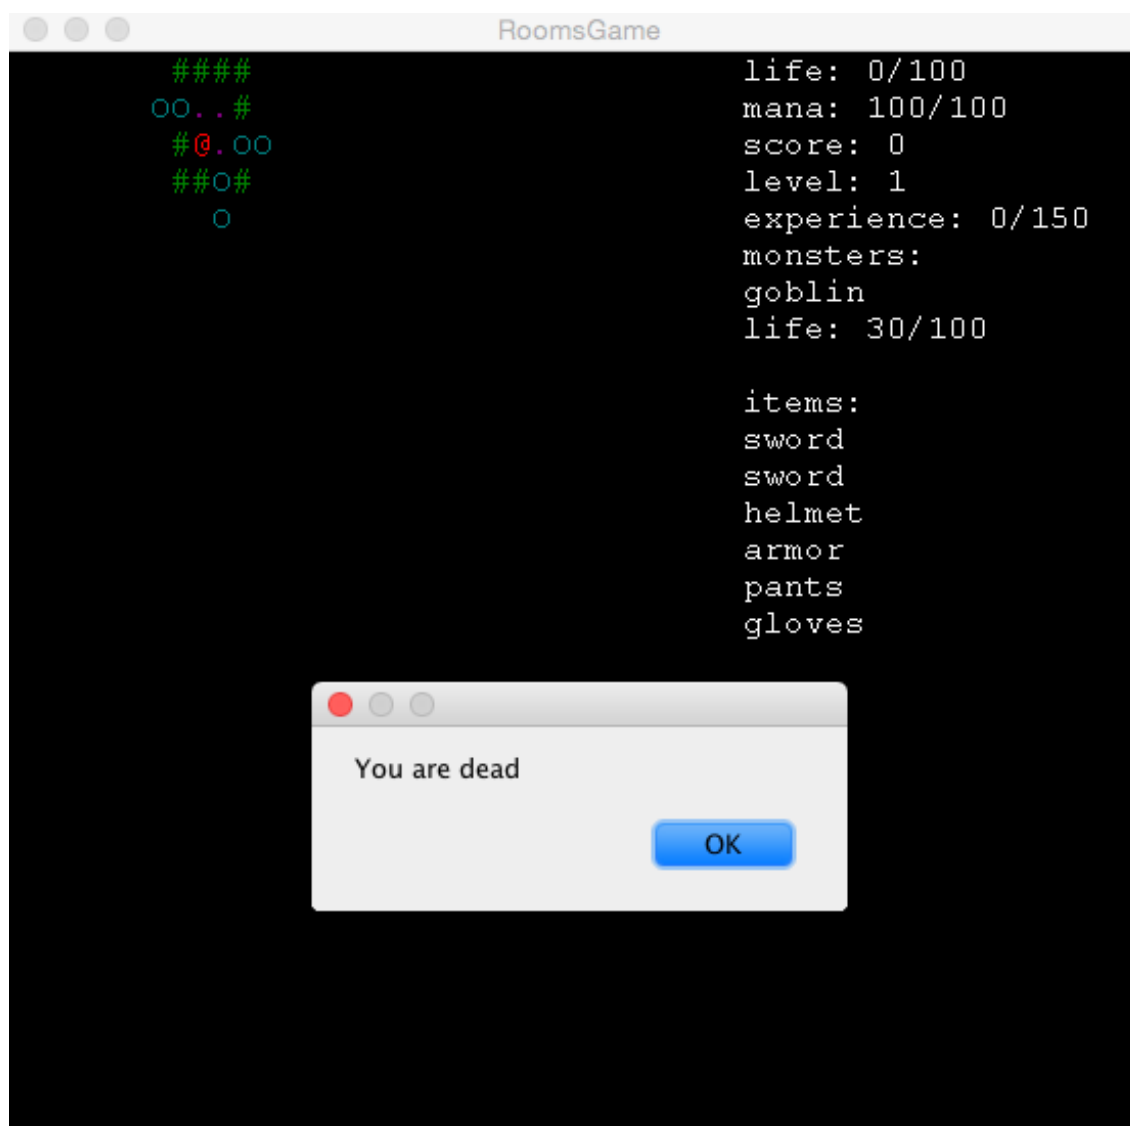 RoomsGame
####
OO..#
#@.OO
##O#
O
life: 0/100
mana: 100/100
score: 0
level: 1
experience: 0/150
monsters:
goblin
life: 30/100
items:
sword
sword
helmet
armor
pants
gloves
You are dead
OK